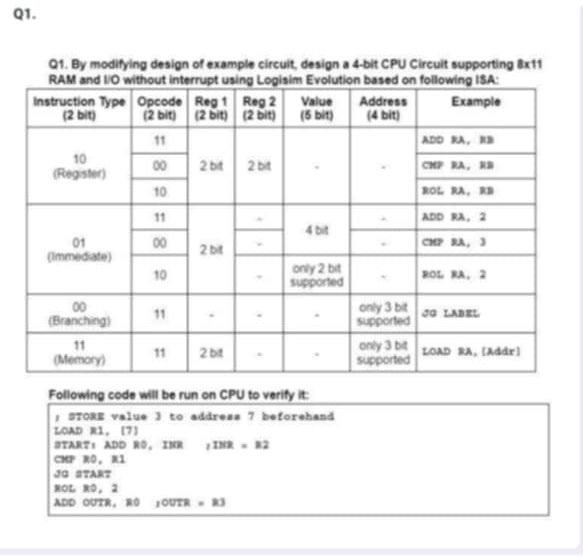 Q1.
Q1. By modifying design of example circuit, design a 4-bit CPU Circuit supporting 8x11
RAM and I/O without interrupt using Logisim Evolution based on following ISA:
Instruction Type (2 bit) Opcode (2 bit) Reg 1 (2 bit) Reg 2 (2 bit) Value (5 bit) Address (4 bit) Example
10 (Register) 11 2 bit 2 bit - - ADD RA, RB
00 CMP RA, RB
10 ROL RA, RB
01 (Immediate) 11 2 bit - 4 bit - ADD RA, 2
00 - - CMP RA, 3
10 - only 2 bit supported - ROL RA, 2
00 (Branching) 11 - - - only 3 bit supported JG LABEL
11 (Memory) 11 2 bit - - only 3 bit supported LOAD RA, [Addr]
Following code will be run on CPU to verify it:
; STORE value 3 to address 7 beforehand
LOAD R1, [7]
START: ADD R0, INR ;INR = R2
CMP R0, R1
JG START
ROL R0, 2
ADD OUTR, R0 ;OUTR = R3